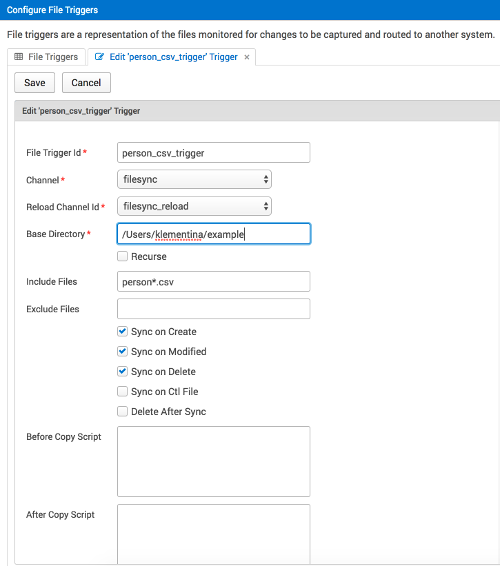 Configure File Triggers
File triggers are a representation of the files monitored for changes to be captured and routed to another system.
File Triggers
Edit 'person_csv_trigger' Trigger ×
Save Cancel
Edit 'person_csv_trigger' Trigger
File Trigger Id * person_csv_trigger
Channel * filesync
Reload Channel Id * filesync_reload
Base Directory * /Users/klementina/example
Recurse
Include Files person*.csv
Exclude Files
Sync on Create
Sync on Modified
Sync on Delete
Sync on Ctl File
Delete After Sync
Before Copy Script
After Copy Script